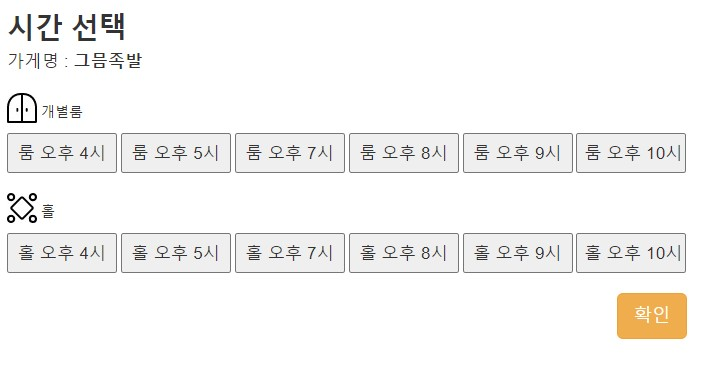 시간 선택
가게명 : 그믐족발
개별룸
룸 오후 4시 룸 오후 5시 룸 오후 7시 룸 오후 8시 룸 오후 9시 룸 오후 10시
홀
홀 오후 4시 홀 오후 5시 홀 오후 7시 홀 오후 8시 홀 오후 9시 홀 오후 10시
확인